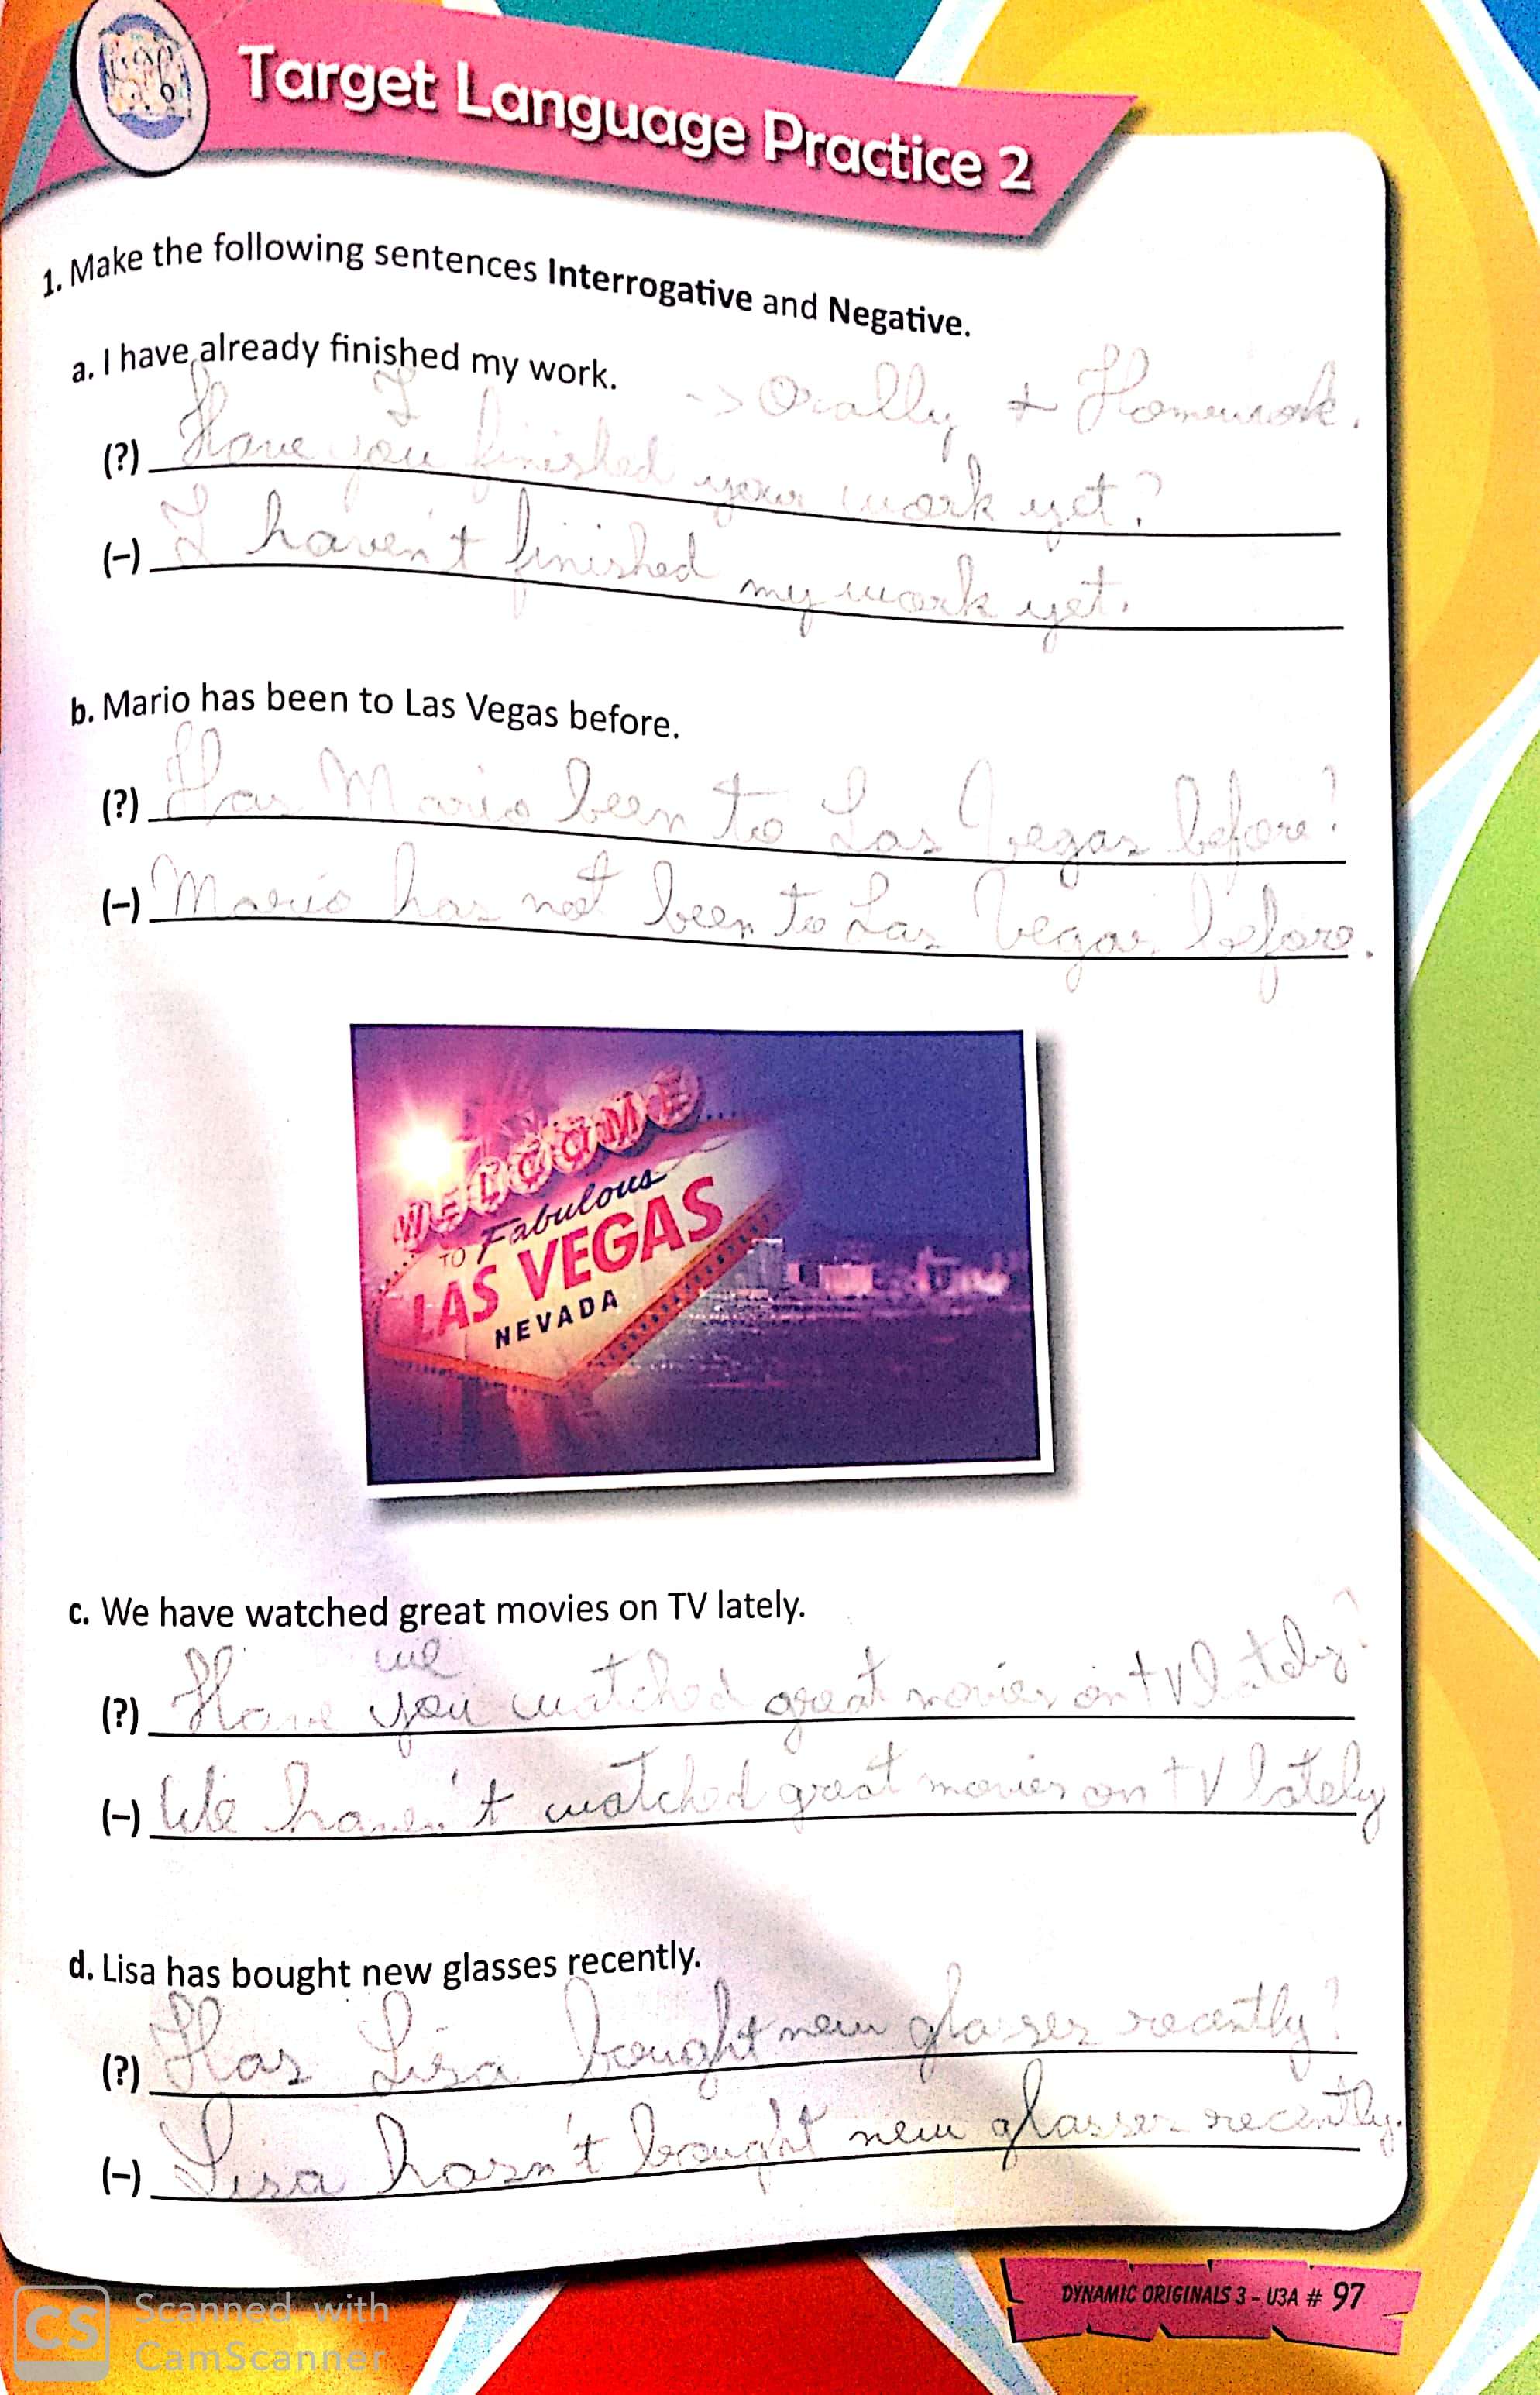 Target Language Practice 2
1. Make the following sentences Interrogative and Negative.
a. I have already finished my work.
-> Orally + Homework.
I
(?) Have you finished your work yet?
(-) I haven't finished my work yet.
b. Mario has been to Las Vegas before.
(?) Has Mario been to Las Vegas before?
(-) Mario has not been to Las Vegas before.
WELCOME
TO Fabulous
LAS VEGAS
NEVADA
c. We have watched great movies on TV lately.
we
(?) Have you watched great movies on tv lately?
(-) We haven't watched great movies on tv lately
d. Lisa has bought new glasses recently.
(?) Has Lisa bought new glasses recently?
(-) Lisa hasn't bought new glasses recently.
DYNAMIC ORIGINALS 3 - U3A # 97
CS Scanned with
CamScanner